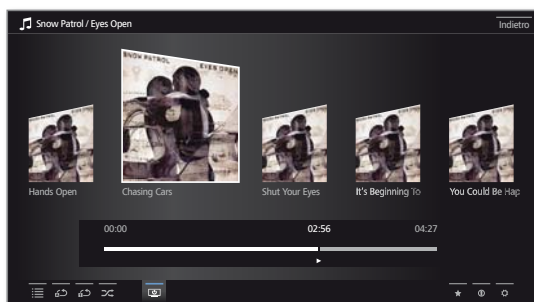 Snow Patrol / Eyes Open
Indietro
SNOW PATROL EYES OPEN
Hands Open
Chasing Cars
Shut Your Eyes
It's Beginning To
You Could Be Hap
00:00 02:56 04:27